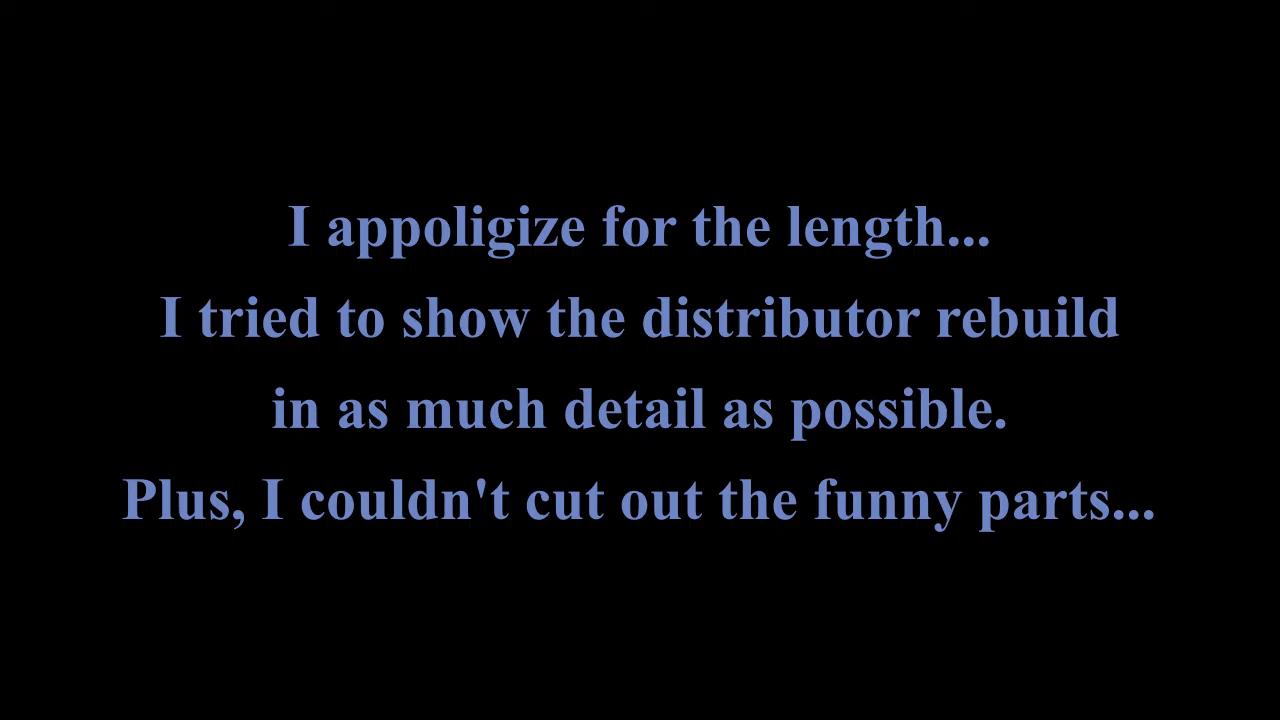 I appoligize for the length...
I tried to show the distributor rebuild
in as much detail as possible.
Plus, I couldn't cut out the funny parts...